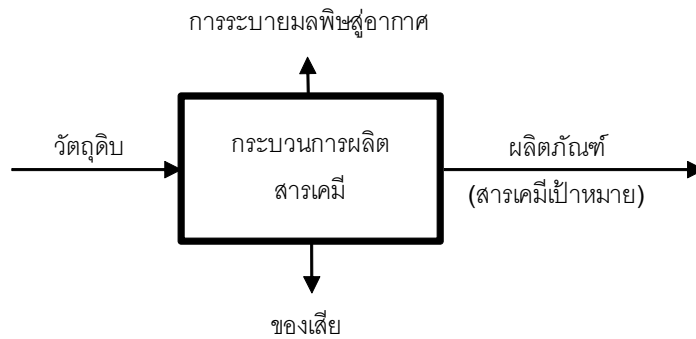 การระบายมลพิษสู่อากาศ
วัตถุดิบ
กระบวนการผลิต
สารเคมี
ผลิตภัณฑ์
(สารเคมีเป้าหมาย)
ของเสีย